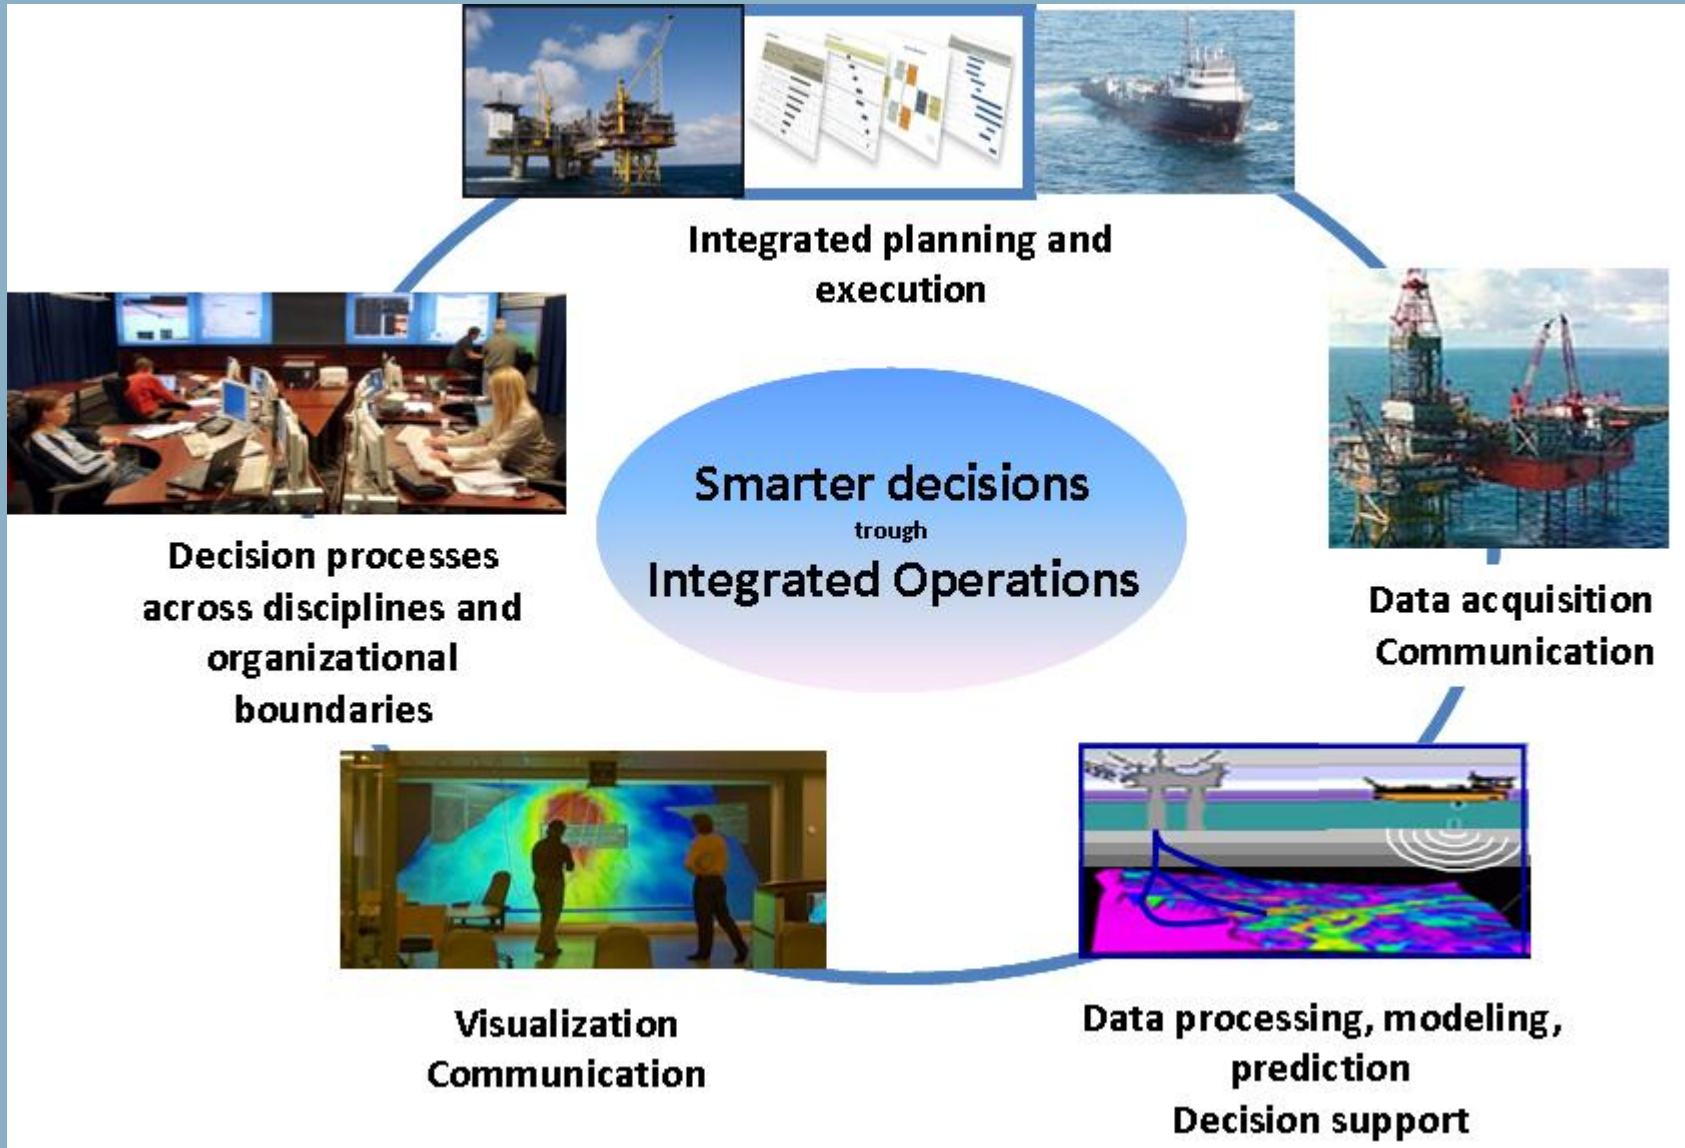 Integrated planning and
execution
Smarter decisions
trough
Integrated Operations
Decision processes
across disciplines and
organizational
boundaries
Data acquisition
Communication
Visualization
Communication
Data processing, modeling,
prediction
Decision support